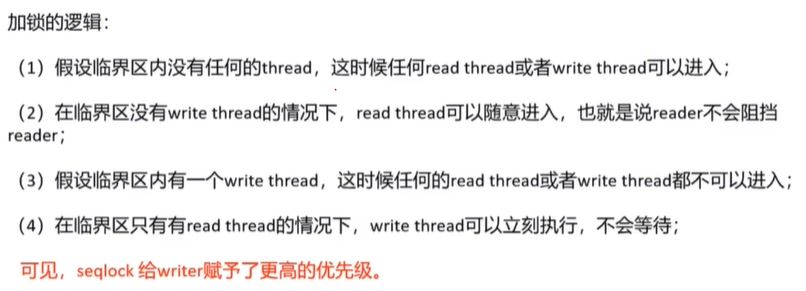 加锁的逻辑：
（1）假设临界区内没有任何的thread，这时候任何read thread或者write thread可以进入；
（2）在临界区没有write thread的情况下，read thread可以随意进入，也就是说reader不会阻挡
reader；
（3）假设临界区内有一个write thread，这时候任何的read thread或者write thread都不可以进入；
（4）在临界区只有有read thread的情况下，write thread可以立刻执行，不会等待；
可见，seqlock 给writer赋予了更高的优先级。